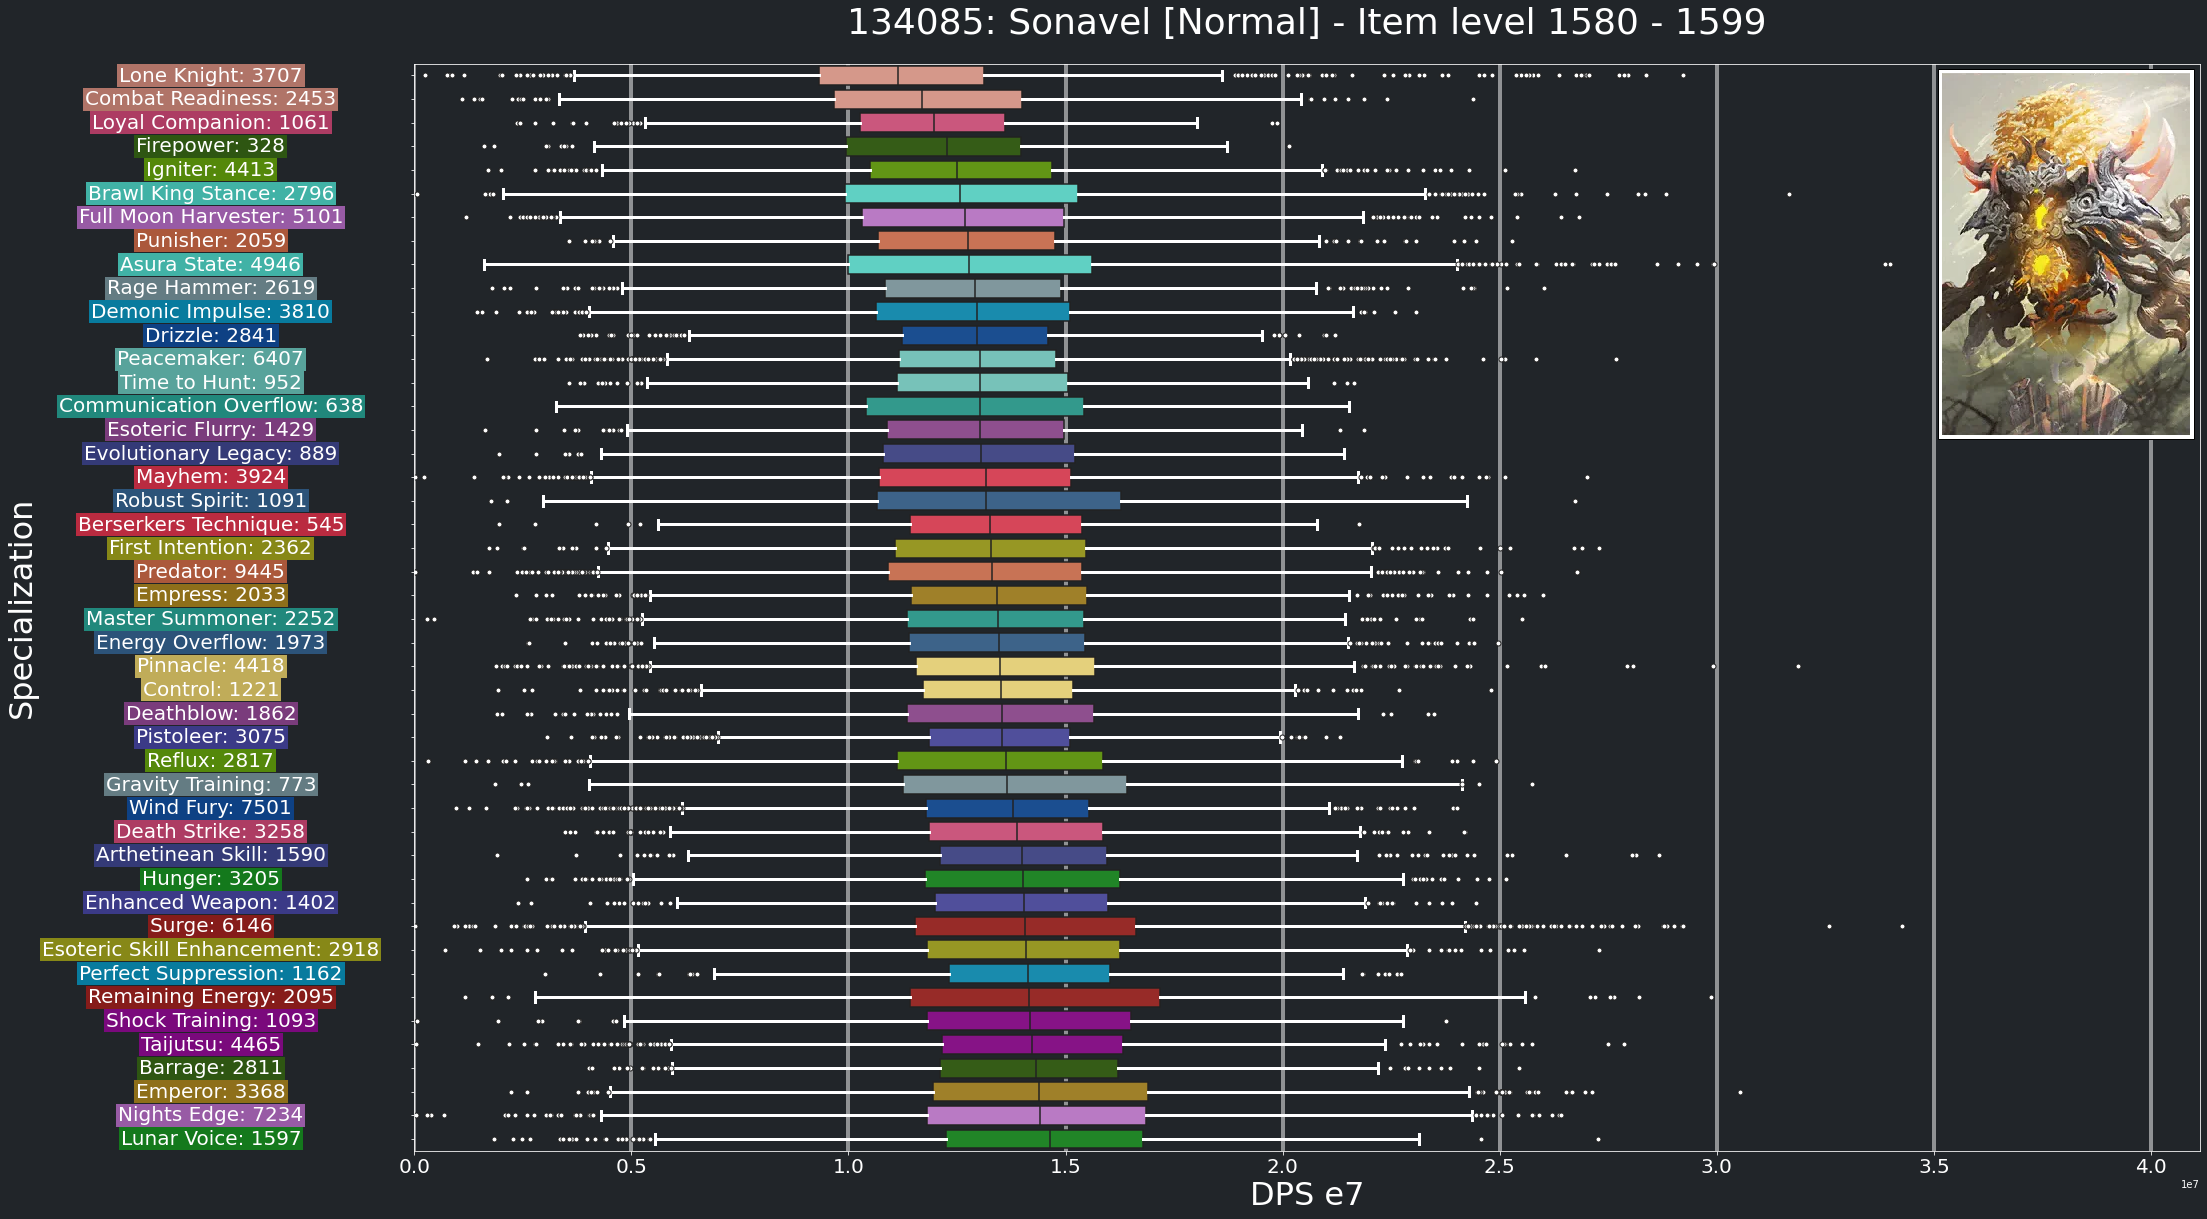 134085: Sonavel [Normal] - Item level 1580 - 1599
Lone Knight: 3707
Combat Readiness: 2453
Loyal Companion: 1061
Firepower: 328
Igniter: 4413
Brawl King Stance: 2796
Full Moon Harvester: 5101
Punisher: 2059
Asura State: 4946
Rage Hammer: 2619
Demonic Impulse: 3810
Drizzle: 2841
Peacemaker: 6407
Time to Hunt: 952
Communication Overflow: 638
Esoteric Flurry: 1429
Evolutionary Legacy: 889
Mayhem: 3924
Robust Spirit: 1091
Berserkers Technique: 545
First Intention: 2362
Predator: 9445
Empress: 2033
Master Summoner: 2252
Energy Overflow: 1973
Pinnacle: 4418
Control: 1221
Deathblow: 1862
Pistoleer: 3075
Reflux: 2817
Gravity Training: 773
Wind Fury: 7501
Death Strike: 3258
Arthetinean Skill: 1590
Hunger: 3205
Enhanced Weapon: 1402
Surge: 6146
Esoteric Skill Enhancement: 2918
Perfect Suppression: 1162
Remaining Energy: 2095
Shock Training: 1093
Taijutsu: 4465
Barrage: 2811
Emperor: 3368
Nights Edge: 7234
Lunar Voice: 1597
Specialization
0.0 0.5 1.0 1.5 2.0 2.5 3.0 3.5 4.0
1e7
DPS e7